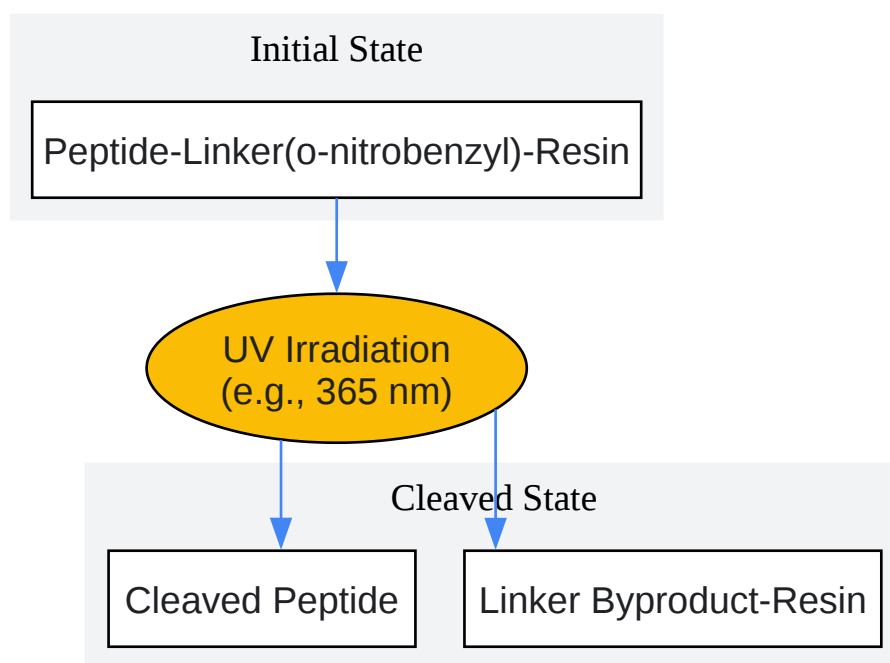 Initial State
Peptide-Linker(o-nitrobenzyl)-Resin
UV Irradiation
(e.g., 365 nm)
Cleaved State
Cleaved Peptide
Linker Byproduct-Resin